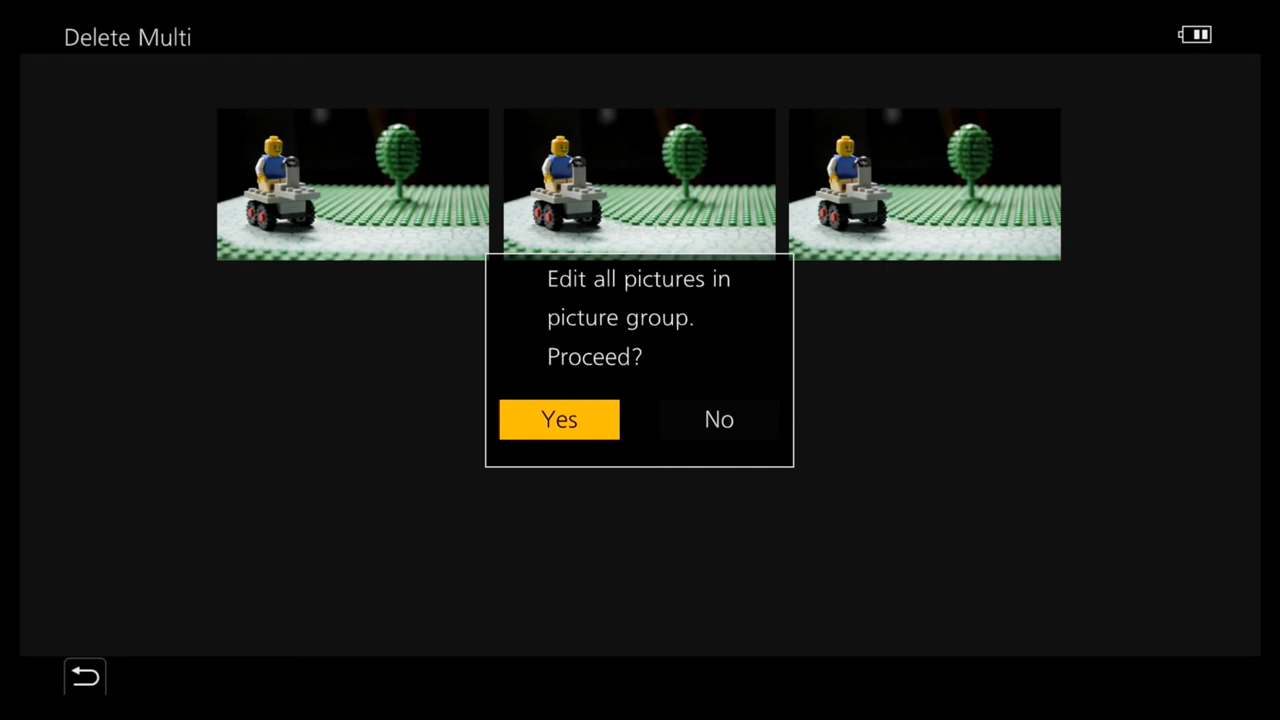 Delete Multi
Edit all pictures in
picture group.
Proceed?
Yes
No